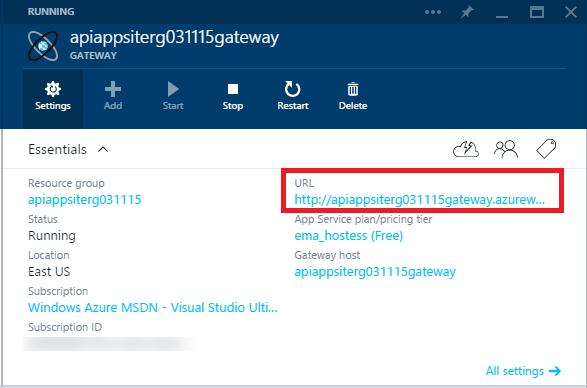 RUNNING
apiappsiterg031115gateway
GATEWAY
Settings Add Start Stop Restart Delete
Essentials
Resource group
apiappsiterg031115
Status
Running
Location
East US
Subscription
Windows Azure MSDN - Visual Studio Ulti...
Subscription ID
URL
http://apiappsiterg031115gateway.azurew...
App Service plan/pricing tier
ema_hostess (Free)
Gateway host
apiappsiterg031115gateway
All settings